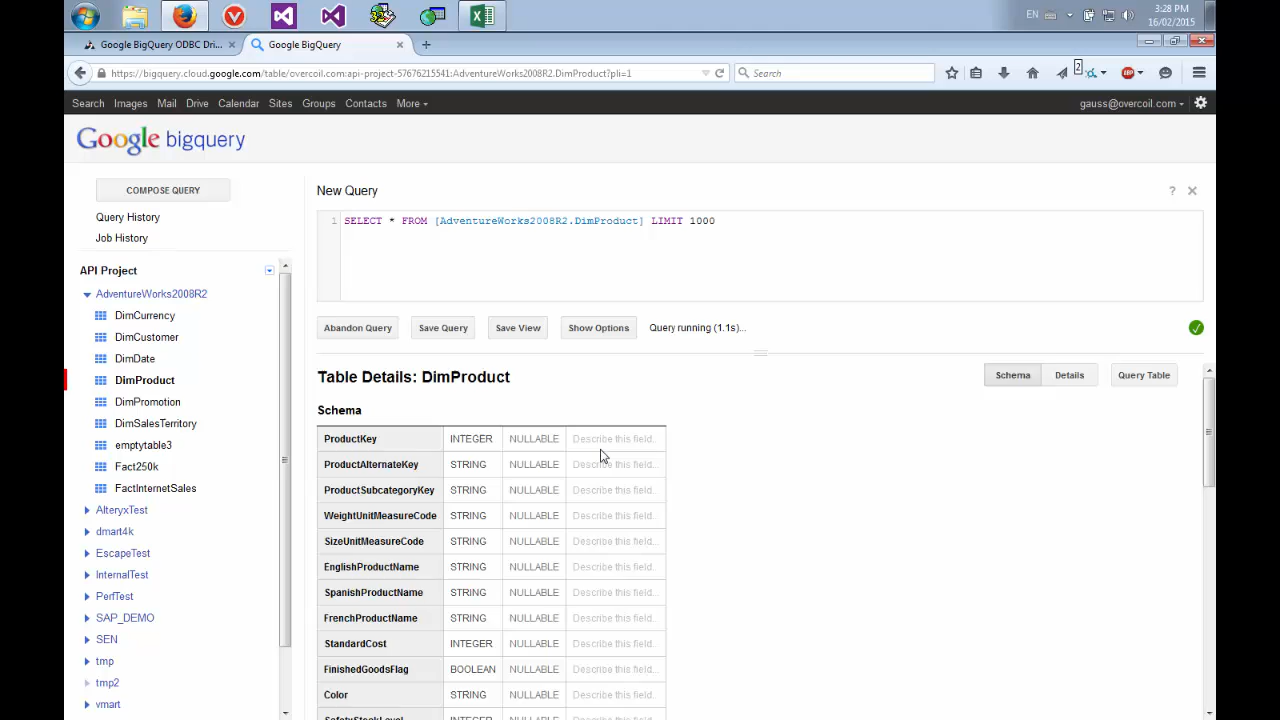 EN
3:28 PM
16/02/2015
Google BigQuery ODBC Dri...
Google BigQuery
https://bigquery.cloud.google.com/table/overcoil.com:api-project-57676215541:AdventureWorks2008R2.DimProduct?pli=1
Search
2
ABP
Search Images Mail Drive Calendar Sites Groups Contacts More
gauss@overcoil.com
Google bigquery
COMPOSE QUERY
Query History
Job History
API Project
AdventureWorks2008R2
DimCurrency
DimCustomer
DimDate
DimProduct
DimPromotion
DimSalesTerritory
emptytable3
Fact250k
FactInternetSales
AlteryxTest
dmart4k
EscapeTest
InternalTest
PerfTest
SAP_DEMO
SEN
tmp
tmp2
vmart
New Query
?
1 SELECT * FROM [AdventureWorks2008R2.DimProduct] LIMIT 1000
Abandon Query Save Query Save View Show Options Query running (1.1s)...
Table Details: DimProduct
Schema Details Query Table
Schema
ProductKey INTEGER NULLABLE Describe this field...
ProductAlternateKey STRING NULLABLE Describe this field...
ProductSubcategoryKey STRING NULLABLE Describe this field...
WeightUnitMeasureCode STRING NULLABLE Describe this field...
SizeUnitMeasureCode STRING NULLABLE Describe this field...
EnglishProductName STRING NULLABLE Describe this field...
SpanishProductName STRING NULLABLE Describe this field...
FrenchProductName STRING NULLABLE Describe this field...
StandardCost INTEGER NULLABLE Describe this field...
FinishedGoodsFlag BOOLEAN NULLABLE Describe this field...
Color STRING NULLABLE Describe this field...
SafetyStockLevel INTEGER NULLABLE Describe this field...